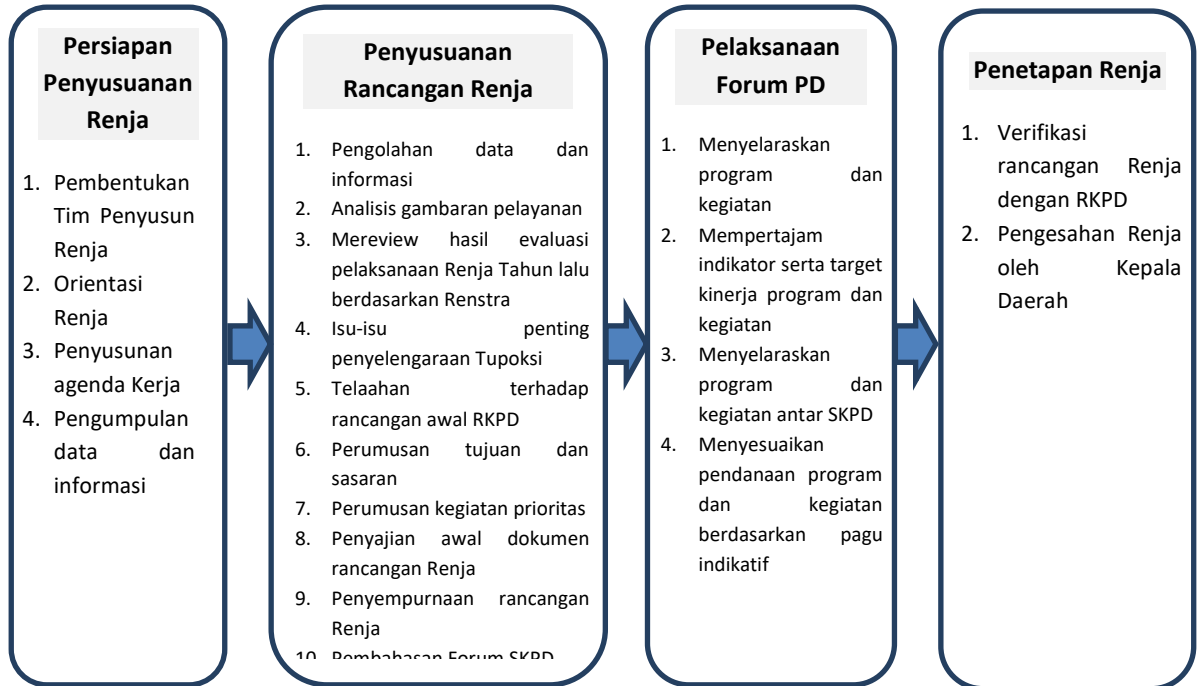 Persiapan
Penyusuanan
Renja
1. Pembentukan
Tim Penyusun
Renja
2. Orientasi
Renja
3. Penyusunan
agenda Kerja
4. Pengumpulan
data dan
informasi
Penyusuanan
Rancangan Renja
1. Pengolahan data dan
informasi
2. Analisis gambaran pelayanan
3. Mereview hasil evaluasi
pelaksanaan Renja Tahun lalu
berdasarkan Renstra
4. Isu-isu penting
penyelengaraan Tupoksi
5. Telaahan terhadap
rancangan awal RKPD
6. Perumusan tujuan dan
sasaran
7. Perumusan kegiatan prioritas
8. Penyajian awal dokumen
rancangan Renja
9. Penyempurnaan rancangan
Renja
10. Pembahasan Forum SKPD
Pelaksanaan
Forum PD
1. Menyelaraskan
program dan
kegiatan
2. Mempertajam
indikator serta target
kinerja program dan
kegiatan
3. Menyelaraskan
program dan
kegiatan antar SKPD
4. Menyesuaikan
pendanaan program
dan kegiatan
berdasarkan pagu
indikatif
Penetapan Renja
1. Verifikasi
rancangan Renja
dengan RKPD
2. Pengesahan Renja
oleh Kepala
Daerah